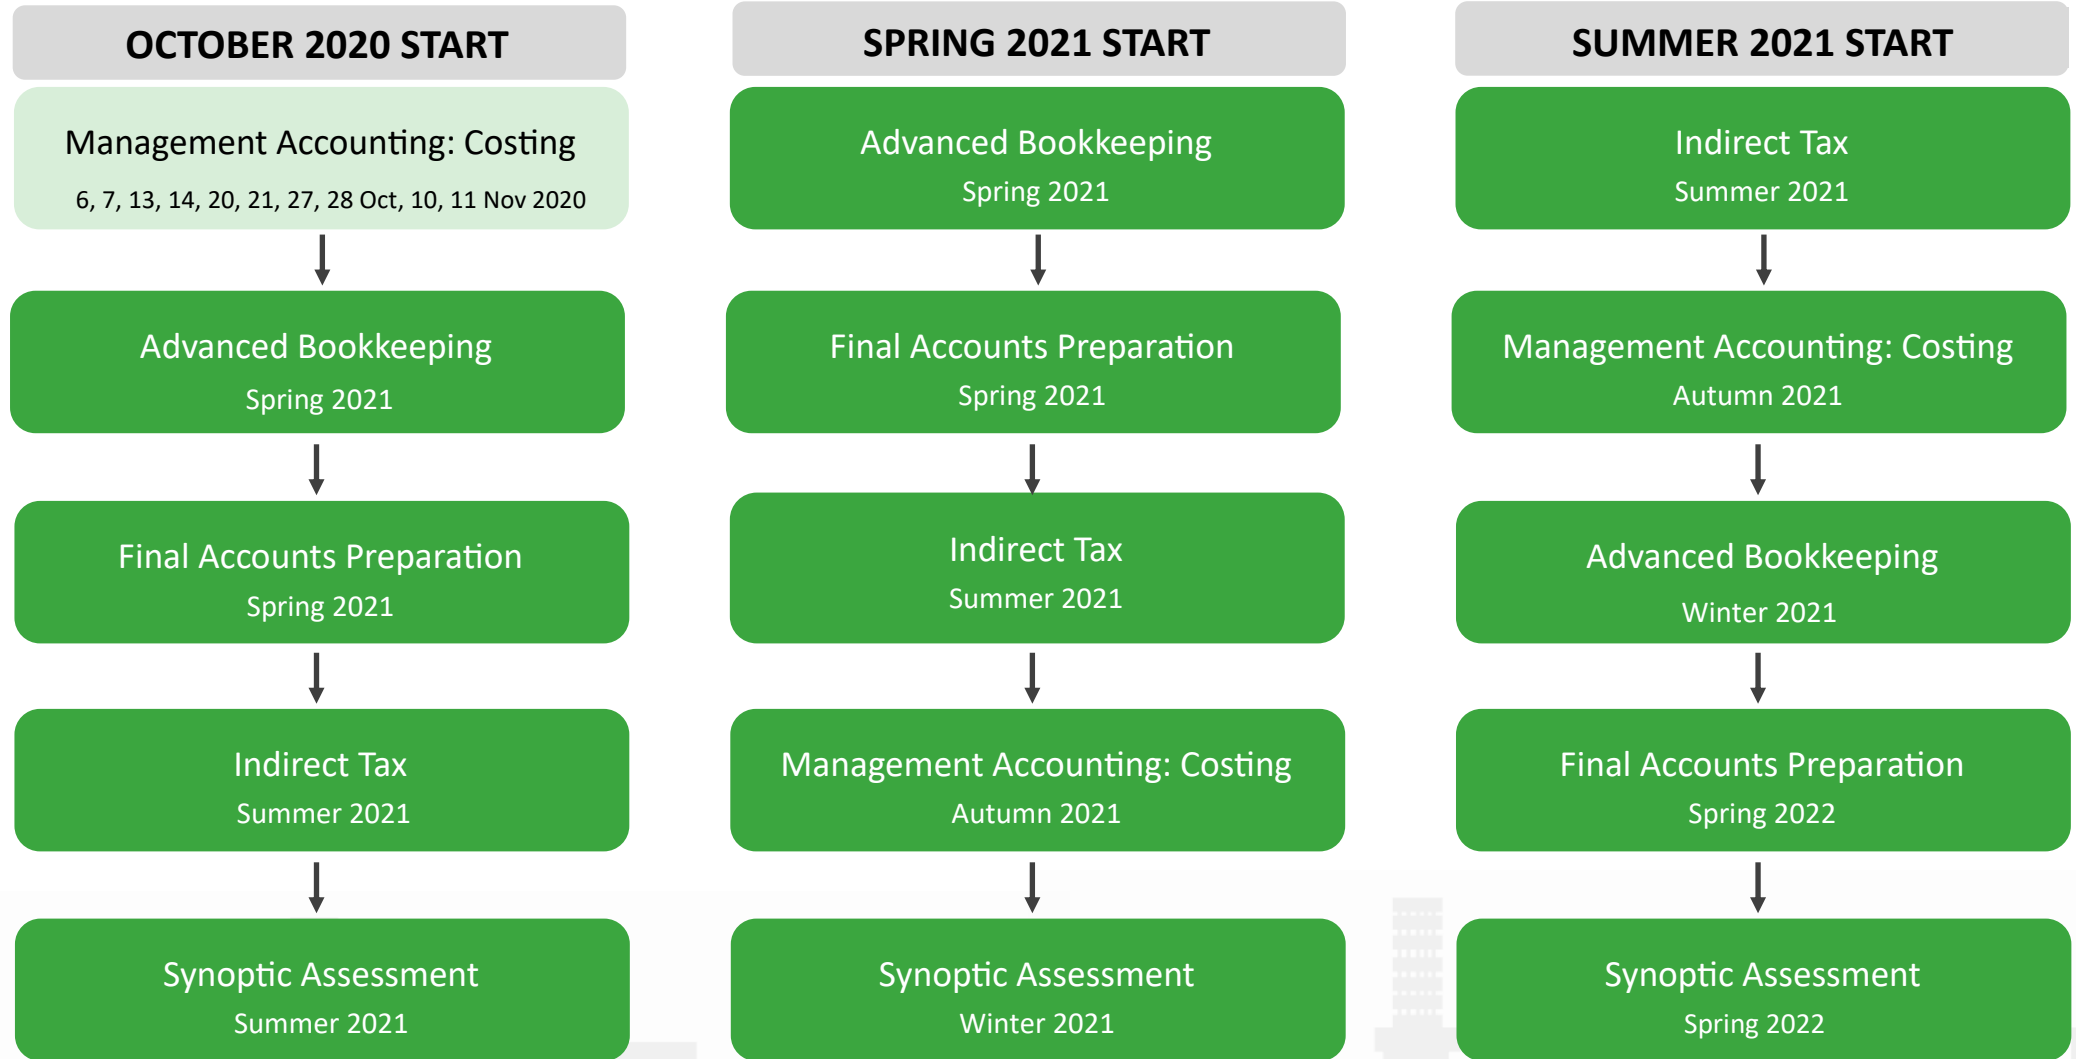 OCTOBER 2020 START
Management Accounting: Costing
6, 7, 13, 14, 20, 21, 27, 28 Oct, 10, 11 Nov 2020
Advanced Bookkeeping
Spring 2021
Final Accounts Preparation
Spring 2021
Indirect Tax
Summer 2021
Synoptic Assessment
Summer 2021
SPRING 2021 START
Advanced Bookkeeping
Spring 2021
Final Accounts Preparation
Spring 2021
Indirect Tax
Summer 2021
Management Accounting: Costing
Autumn 2021
Synoptic Assessment
Winter 2021
SUMMER 2021 START
Indirect Tax
Summer 2021
Management Accounting: Costing
Autumn 2021
Advanced Bookkeeping
Winter 2021
Final Accounts Preparation
Spring 2022
Synoptic Assessment
Spring 2022